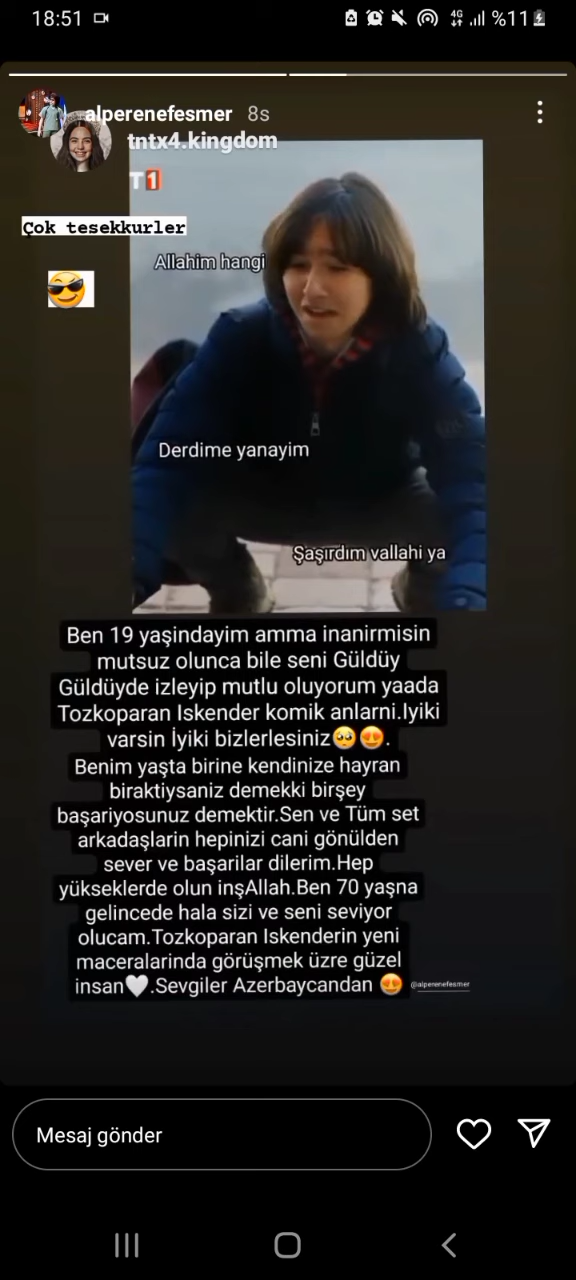 18:51
4G
%11
alperenefesmer 8s
tntx4.kingdom
T1
Çok tesekkurler
Allahim hangi
Derdime yanayim
Şaşırdım vallahi ya
Ben 19 yaşindayim amma inanirmisin
mutsuz olunca bile seni Güldüy
Güldüyde izleyip mutlu oluyorum yaada
Tozkoparan Iskender komik anlarni.Iyiki
varsin İyiki bizlerlesiniz🥺😍.
Benim yaşta birine kendinize hayran
biraktiysaniz demekki birşey
başariyosunuz demektir.Sen ve Tüm set
arkadaşlarin hepinizi cani gönülden
sever ve başarilar dilerim.Hep
yükseklerde olun inşAllah.Ben 70 yaşna
gelincede hala sizi ve seni seviyor
olucam.Tozkoparan Iskenderin yeni
maceralarinda görüşmek üzre güzel
insan🤍.Sevgiler Azerbaycandan 😍 @alperenefesmer
Mesaj gönder